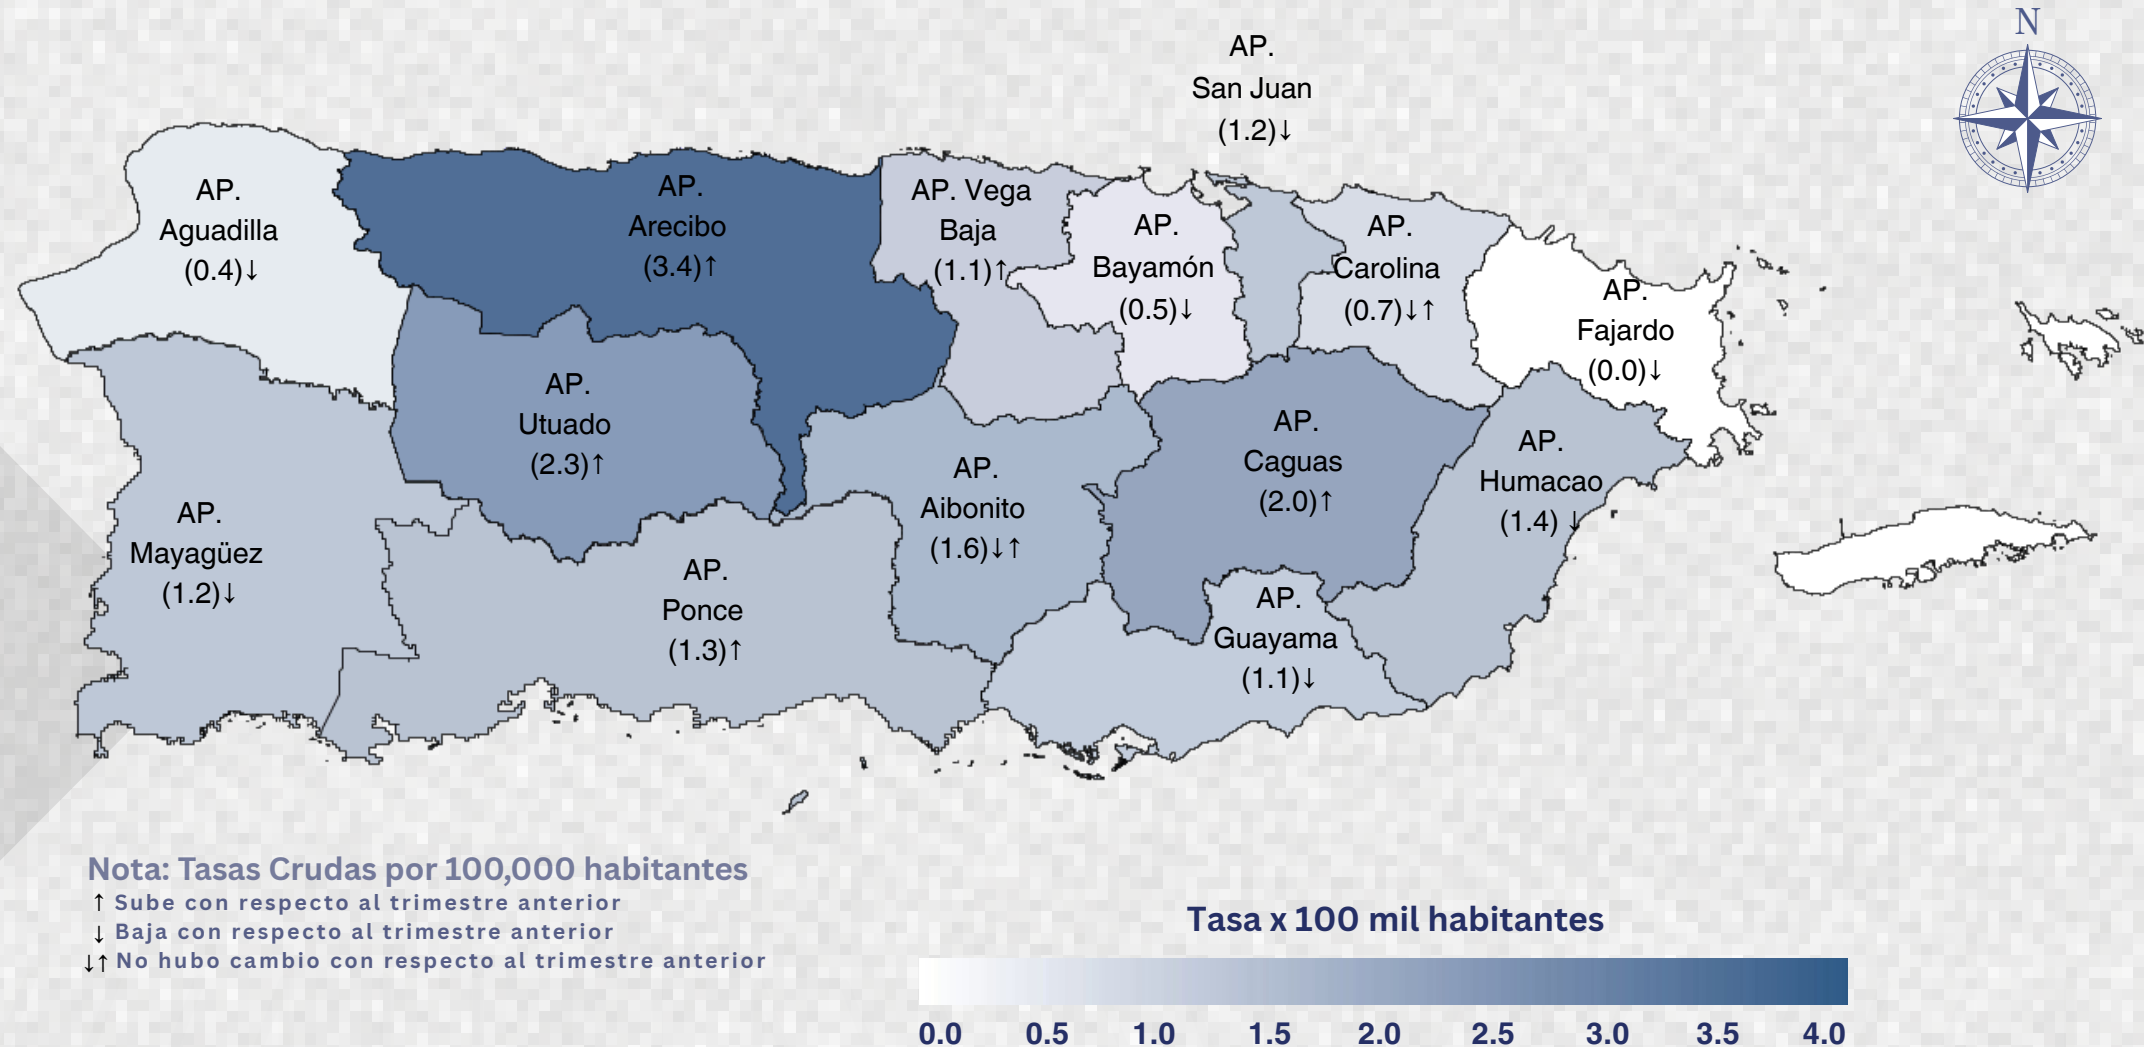 N
AP.
San Juan
(1.2)↓
AP.
Aguadilla
(0.4)↓
AP.
Arecibo
(3.4)↑
AP. Vega
Baja
(1.1)↑
AP.
Bayamón
(0.5)↓
AP.
Carolina
(0.7)↓↑
AP.
Fajardo
(0.0)↓
AP.
Utuado
(2.3)↑
AP.
Caguas
(2.0)↑
AP.
Humacao
(1.4) ↓
AP.
Aibonito
(1.6)↓↑
AP.
Mayagüez
(1.2)↓
AP.
Ponce
(1.3)↑
AP.
Guayama
(1.1)↓
Nota: Tasas Crudas por 100,000 habitantes
↑ Sube con respecto al trimestre anterior
↓ Baja con respecto al trimestre anterior
↓↑ No hubo cambio con respecto al trimestre anterior
Tasa x 100 mil habitantes
0.0 0.5 1.0 1.5 2.0 2.5 3.0 3.5 4.0